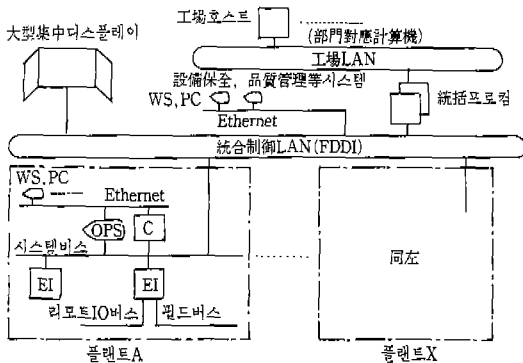 工場호스트
(部門對應計算機)
大型集中디스플레이
工場LAN
設備保全, 品質管理等시스템
WS, PC
統括프로컴
Ethernet
統合制御LAN(FDDI)
WS, PC
Ethernet
OPS
C
시스템버스
EI
EI
同左
리모트IO버스
필드버스
플랜트A
플랜트X